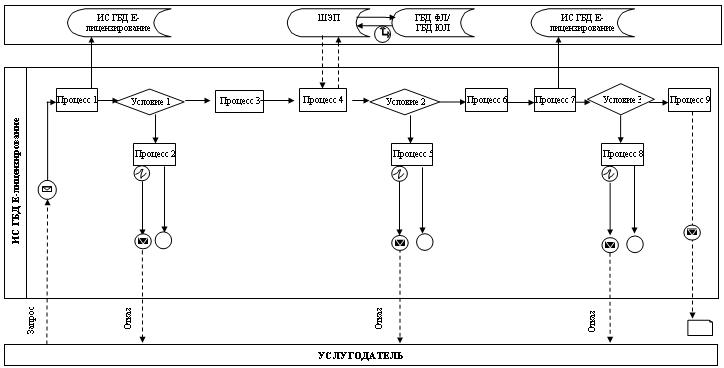 ИС ГБД Е-
лицензирование
ШЭП
ГБД ФЛ/
ГБД ЮЛ
ИС ГБД Е-
лицензирование
ИС ГБД Е-лицензирование
Процесс 1
Условие 1
Процесс 3
Процесс 4
Условие 2
Процесс 6
Процесс 7
Условие 3
Процесс 9
Процесс 2
Процесс 5
Процесс 8
Запрос
Отказ
Отказ
Отказ
УСЛУГОДАТЕЛЬ